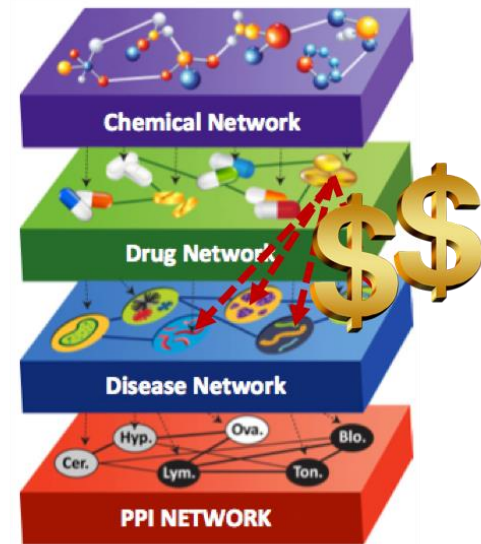 Chemical Network
Drug Network
$$
Disease Network
Hyp.
Ova.
Blo.
Cer.
Lym.
Ton.
PPI NETWORK